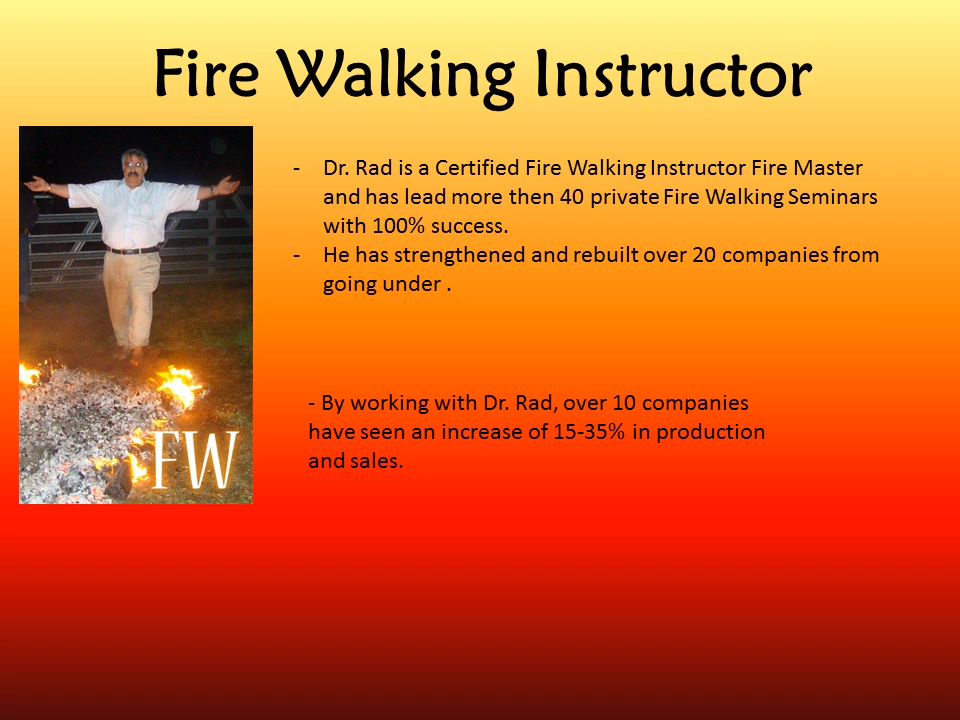 Fire Walking Instructor
- Dr. Rad is a Certified Fire Walking Instructor Fire Master
and has lead more then 40 private Fire Walking Seminars
with 100% success.
- He has strengthened and rebuilt over 20 companies from
going under .
- By working with Dr. Rad, over 10 companies
have seen an increase of 15-35% in production
and sales.
FW